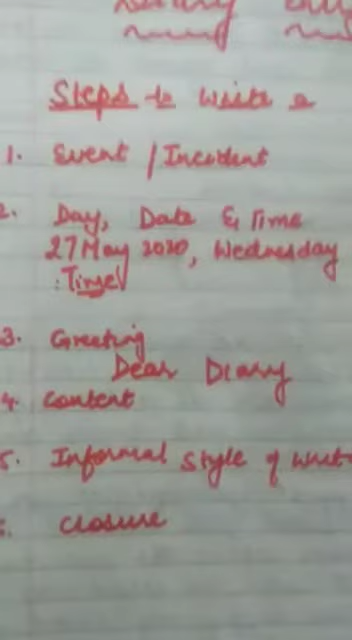 Steps to write a
1. Event / Incident
2. Day, Date & Time
27 May 2020, Wednesday
: Time
3. Greeting
Dear Diary
4. Content
5. Informal Style of
6. Closure